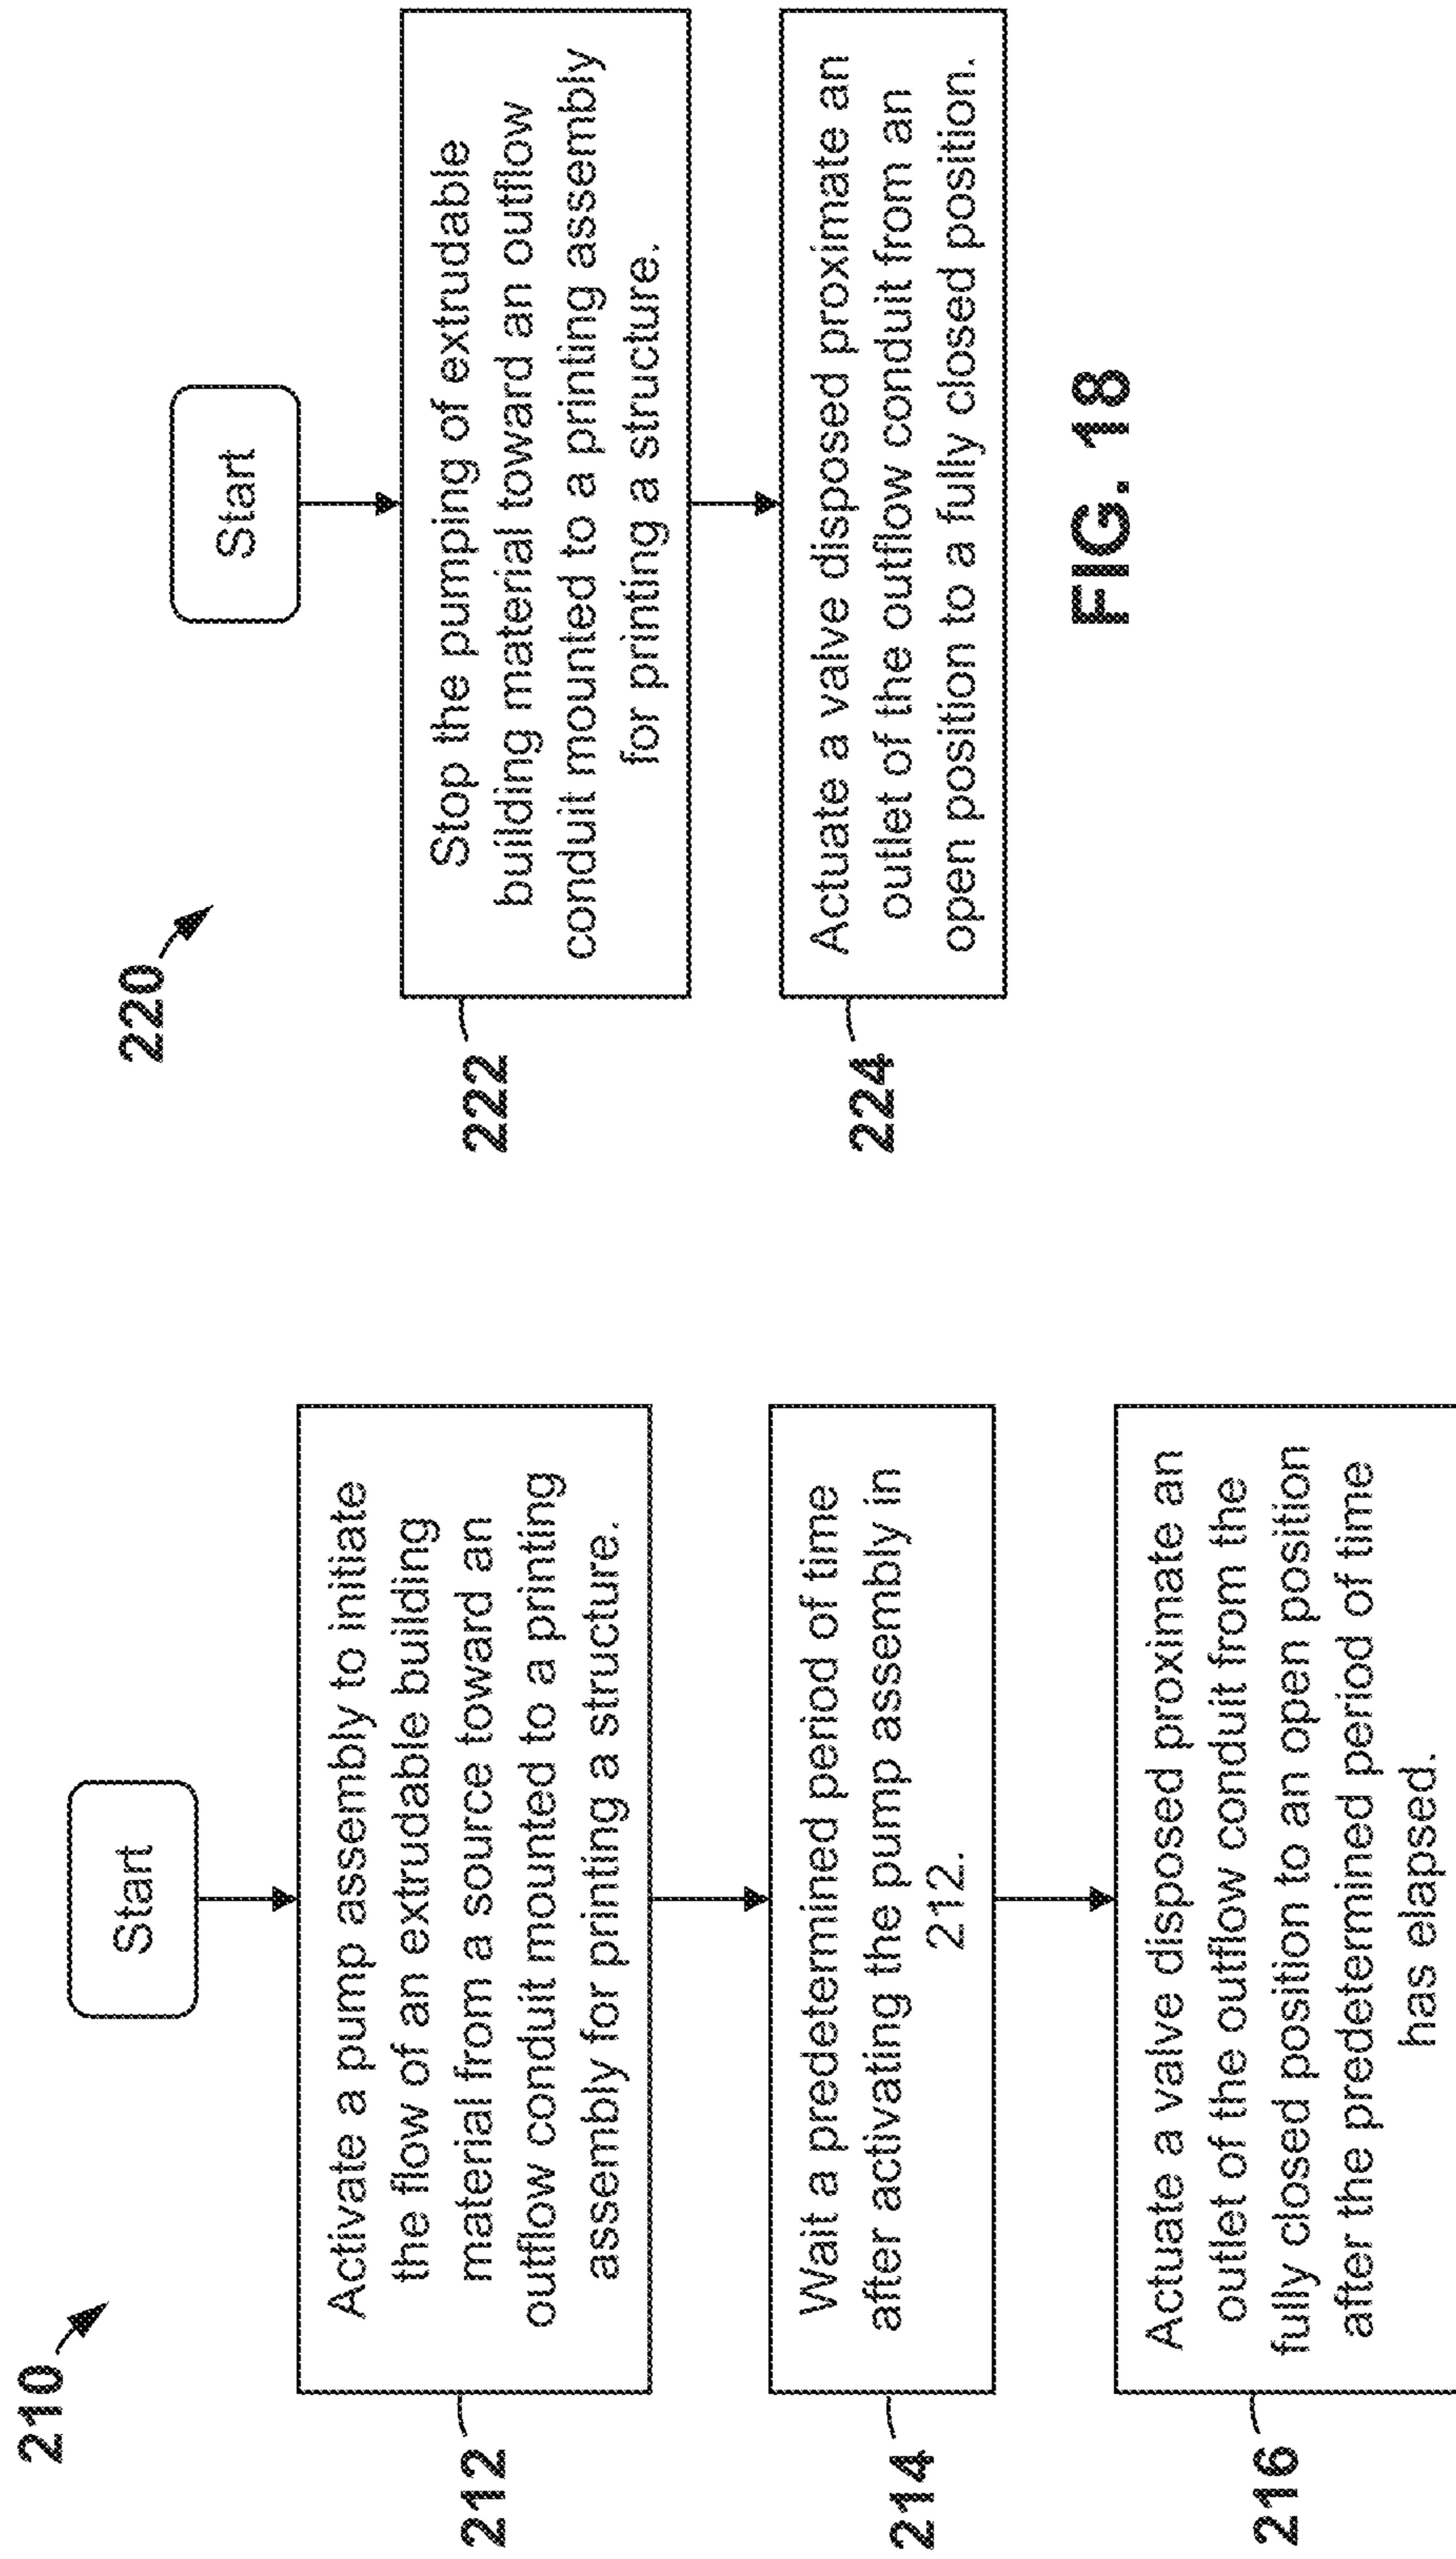 210
Start
212
Activate a pump assembly to initiate
the flow of an extrudable building
material from a source toward an
outflow conduit mounted to a printing
assembly for printing a structure.
214
Wait a predetermined period of time
after activating the pump assembly in
212.
216
Actuate a valve disposed proximate an
outlet of the outflow conduit from the
fully closed position to an open position
after the predetermined period of time
has elapsed.
220
Start
222
Stop the pumping of extrudable
building material toward an outflow
conduit mounted to a printing assembly
for printing a structure.
224
Actuate a valve disposed proximate an
outlet of the outflow conduit from an
open position to a fully closed position.
FIG. 18